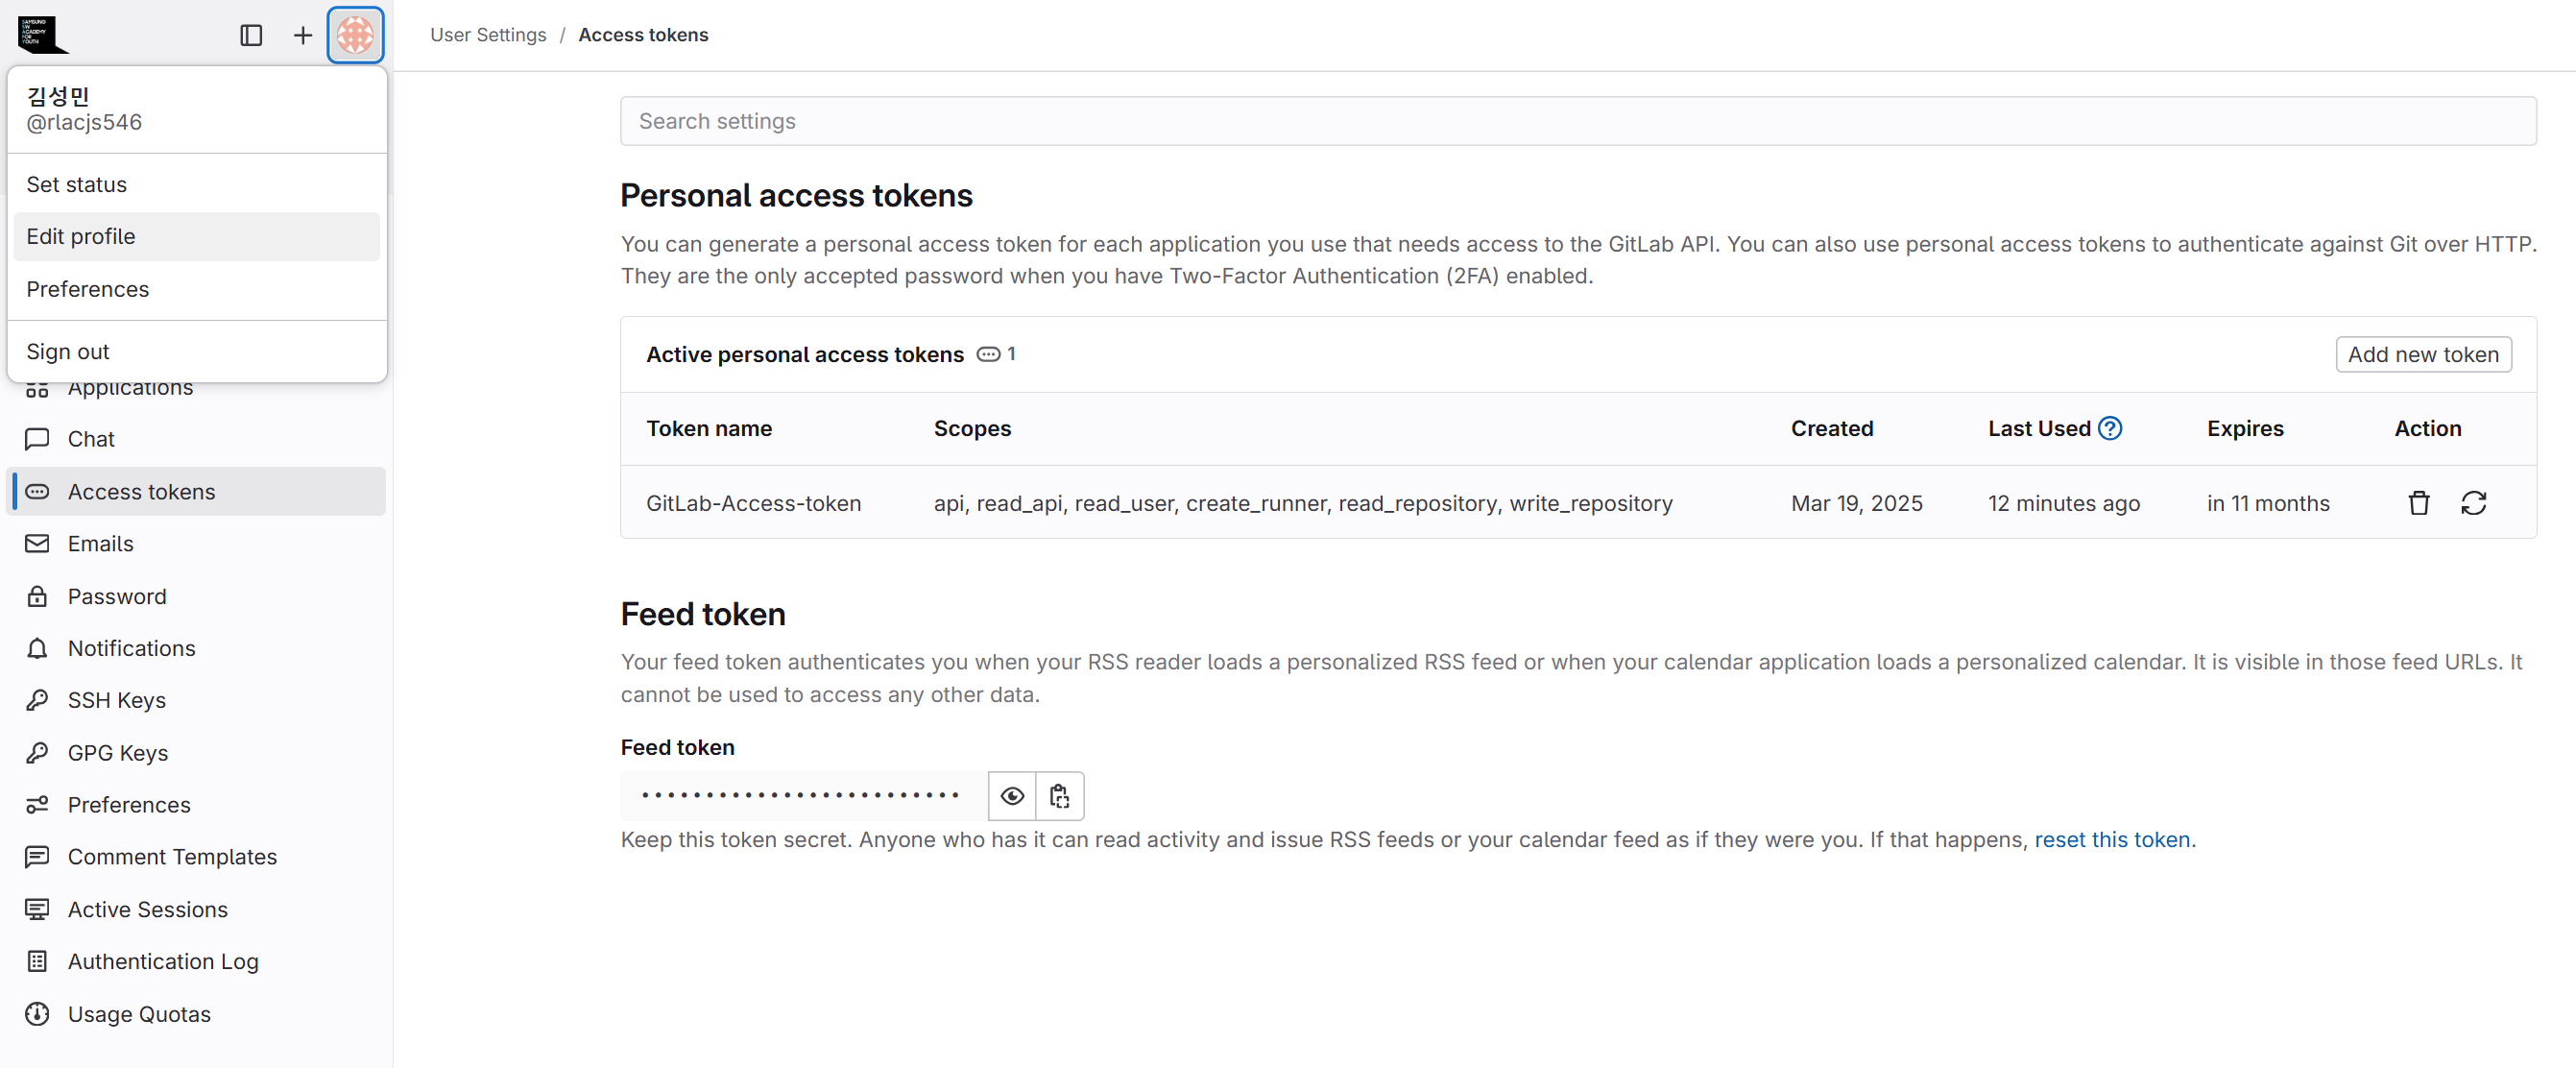 SAMSUNG
SW
ACADEMY
FOR
YOUTH
User Settings / Access tokens
김성민
@rlacjs546
Set status
Edit profile
Preferences
Sign out
Applications
Chat
Access tokens
Emails
Password
Notifications
SSH Keys
GPG Keys
Preferences
Comment Templates
Active Sessions
Authentication Log
Usage Quotas
Search settings
Personal access tokens
You can generate a personal access token for each application you use that needs access to the GitLab API. You can also use personal access tokens to authenticate against Git over HTTP.
They are the only accepted password when you have Two-Factor Authentication (2FA) enabled.
Active personal access tokens 1
Add new token
Token name Scopes Created Last Used Expires Action
GitLab-Access-token api, read_api, read_user, create_runner, read_repository, write_repository Mar 19, 2025 12 minutes ago in 11 months
Feed token
Your feed token authenticates you when your RSS reader loads a personalized RSS feed or when your calendar application loads a personalized calendar. It is visible in those feed URLs. It
cannot be used to access any other data.
Feed token
Keep this token secret. Anyone who has it can read activity and issue RSS feeds or your calendar feed as if they were you. If that happens, reset this token.